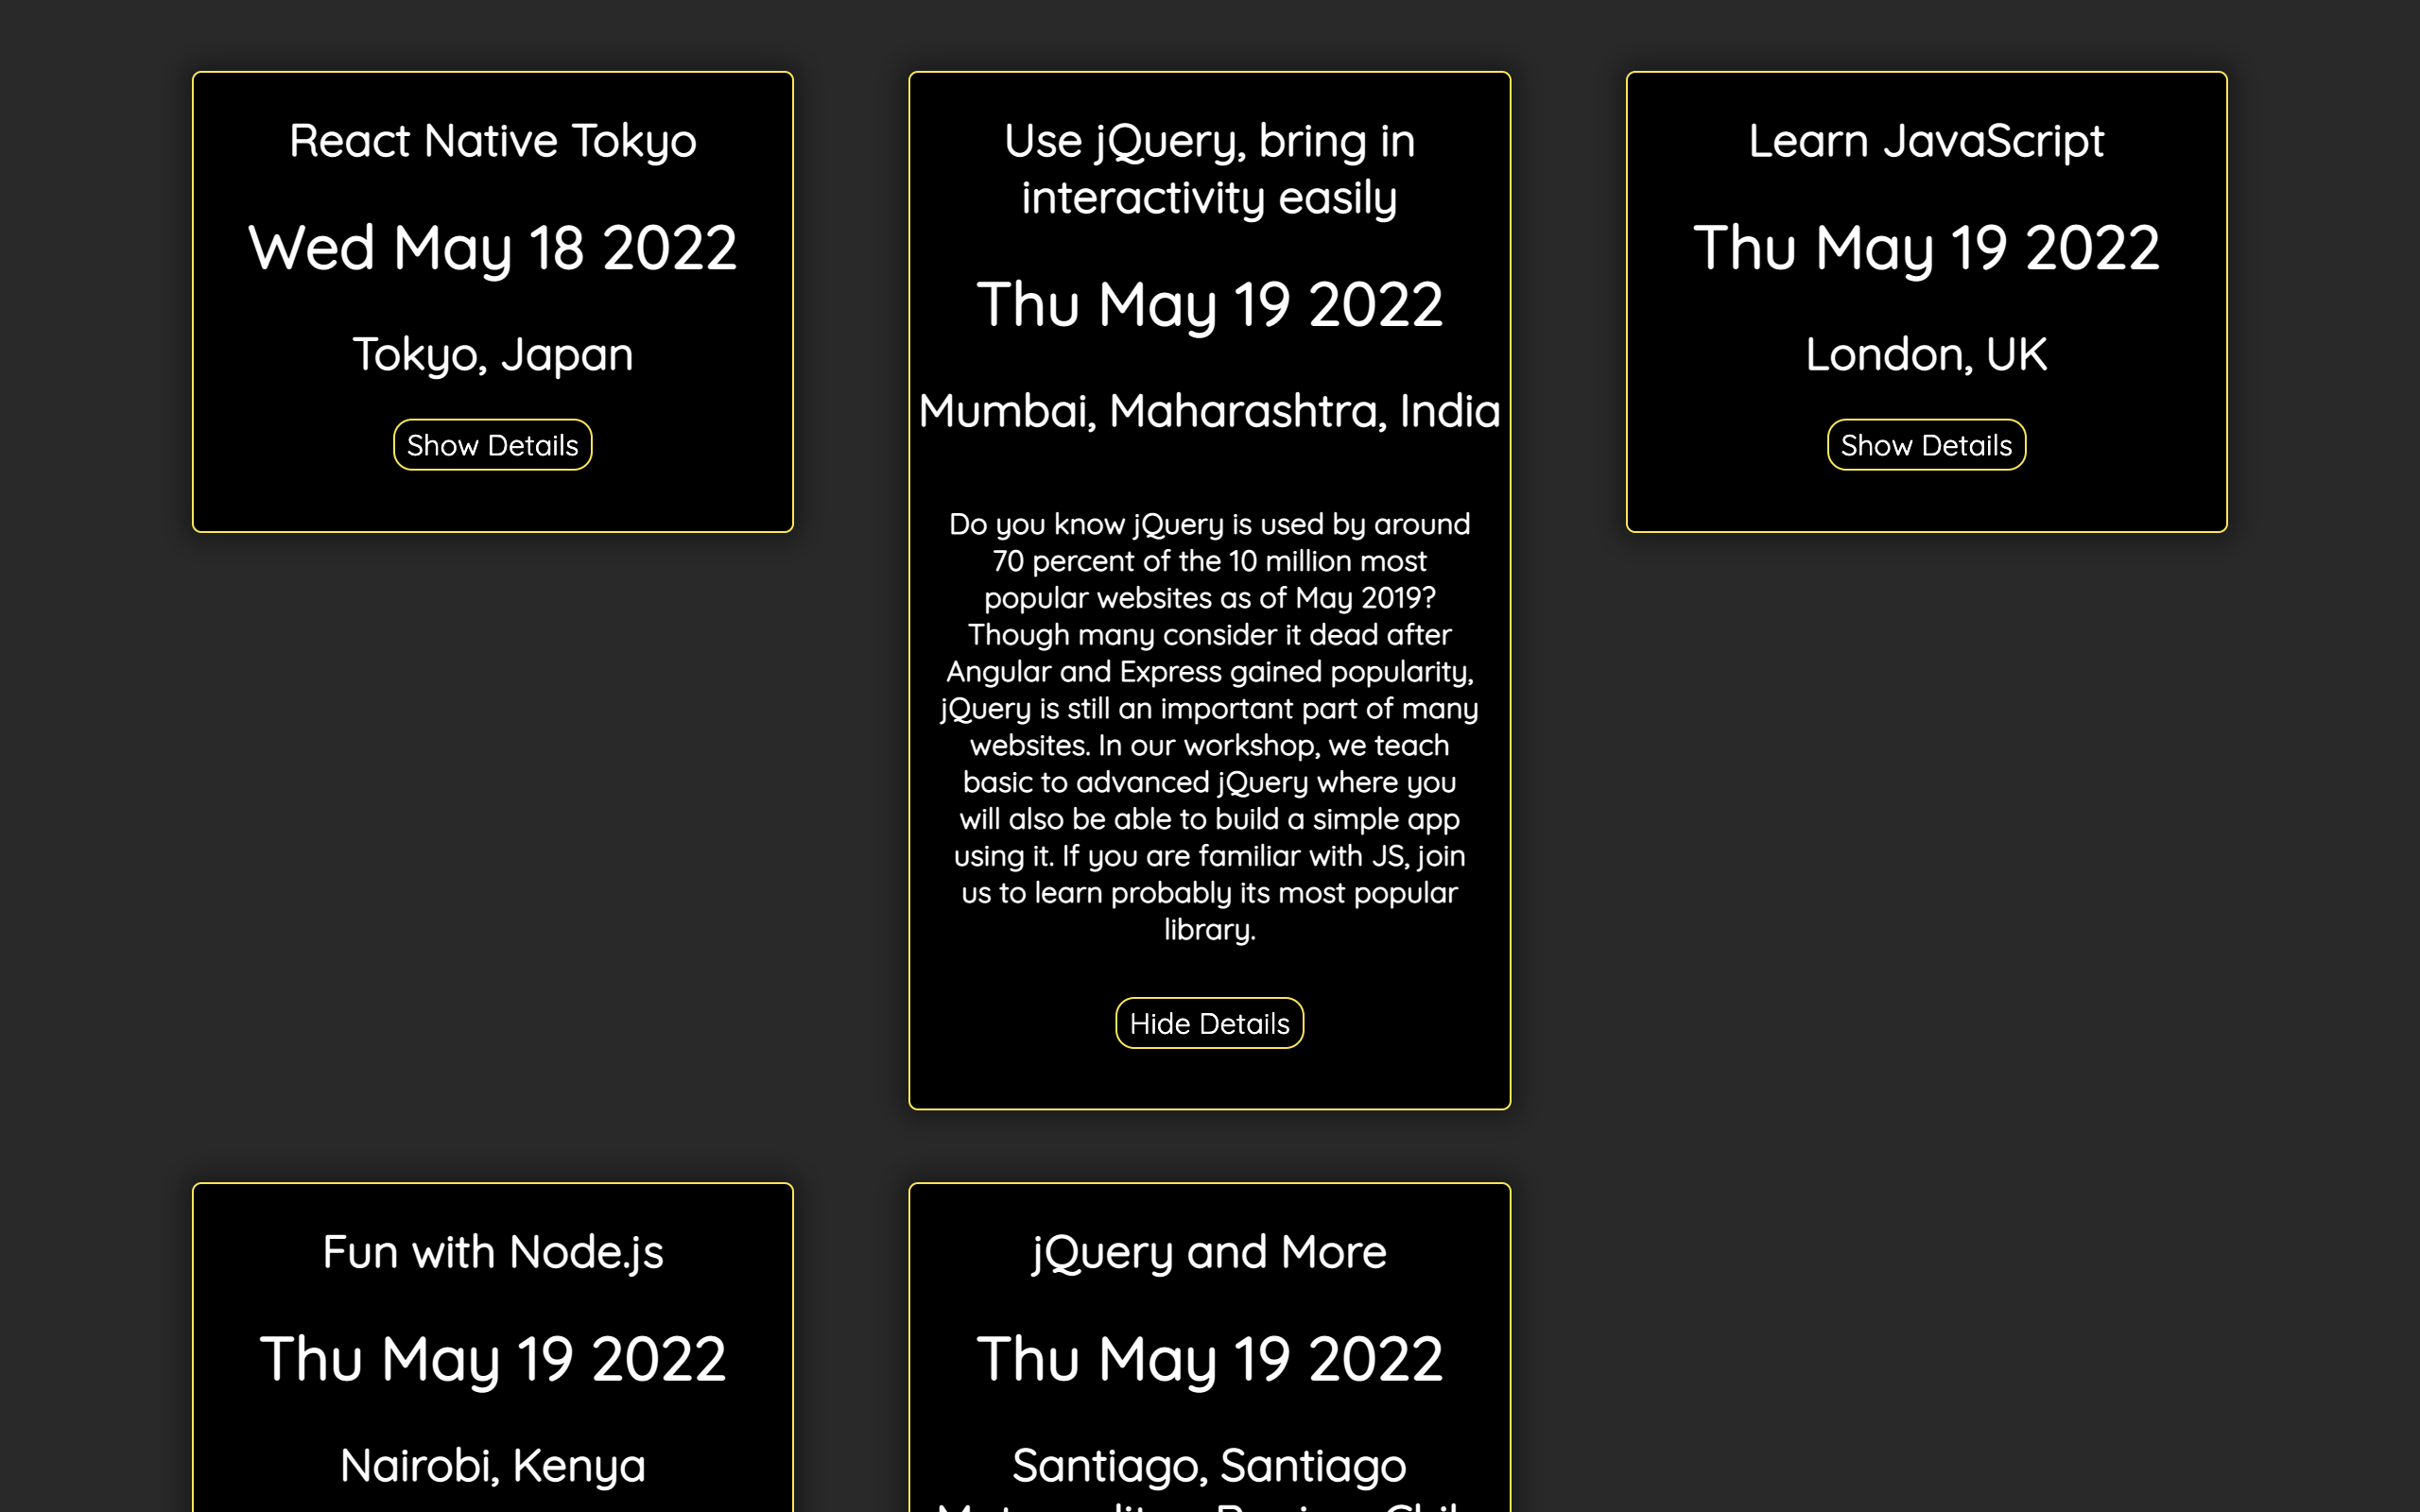 React Native Tokyo
Wed May 18 2022
Tokyo, Japan
Show Details
Use jQuery, bring in
interactivity easily
Thu May 19 2022
Mumbai, Maharashtra, India
Do you know jQuery is used by around
70 percent of the 10 million most
popular websites as of May 2019?
Though many consider it dead after
Angular and Express gained popularity,
jQuery is still an important part of many
websites. In our workshop, we teach
basic to advanced jQuery where you
will also be able to build a simple app
using it. If you are familiar with JS, join
us to learn probably its most popular
library.
Hide Details
Learn JavaScript
Thu May 19 2022
London, UK
Show Details
Fun with Node.js
Thu May 19 2022
Nairobi, Kenya
jQuery and More
Thu May 19 2022
Santiago, Santiago